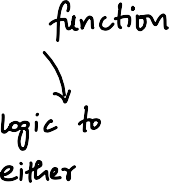 function
logic to
either